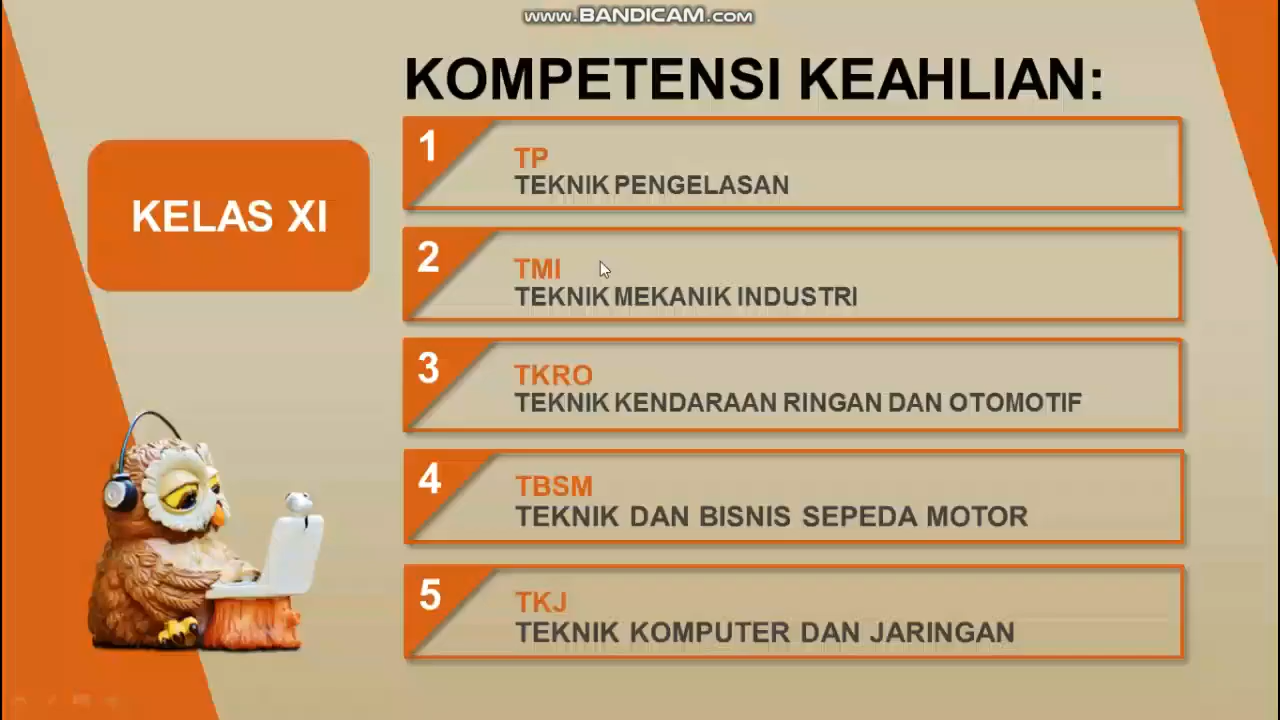 www.BANDICAM.com
KOMPETENSI KEAHLIAN:
KELAS XI
1
TP
TEKNIK PENGELASAN
2
TMI
TEKNIK MEKANIK INDUSTRI
3
TKRO
TEKNIK KENDARAAN RINGAN DAN OTOMOTIF
4
TBSM
TEKNIK DAN BISNIS SEPEDA MOTOR
5
TKJ
TEKNIK KOMPUTER DAN JARINGAN